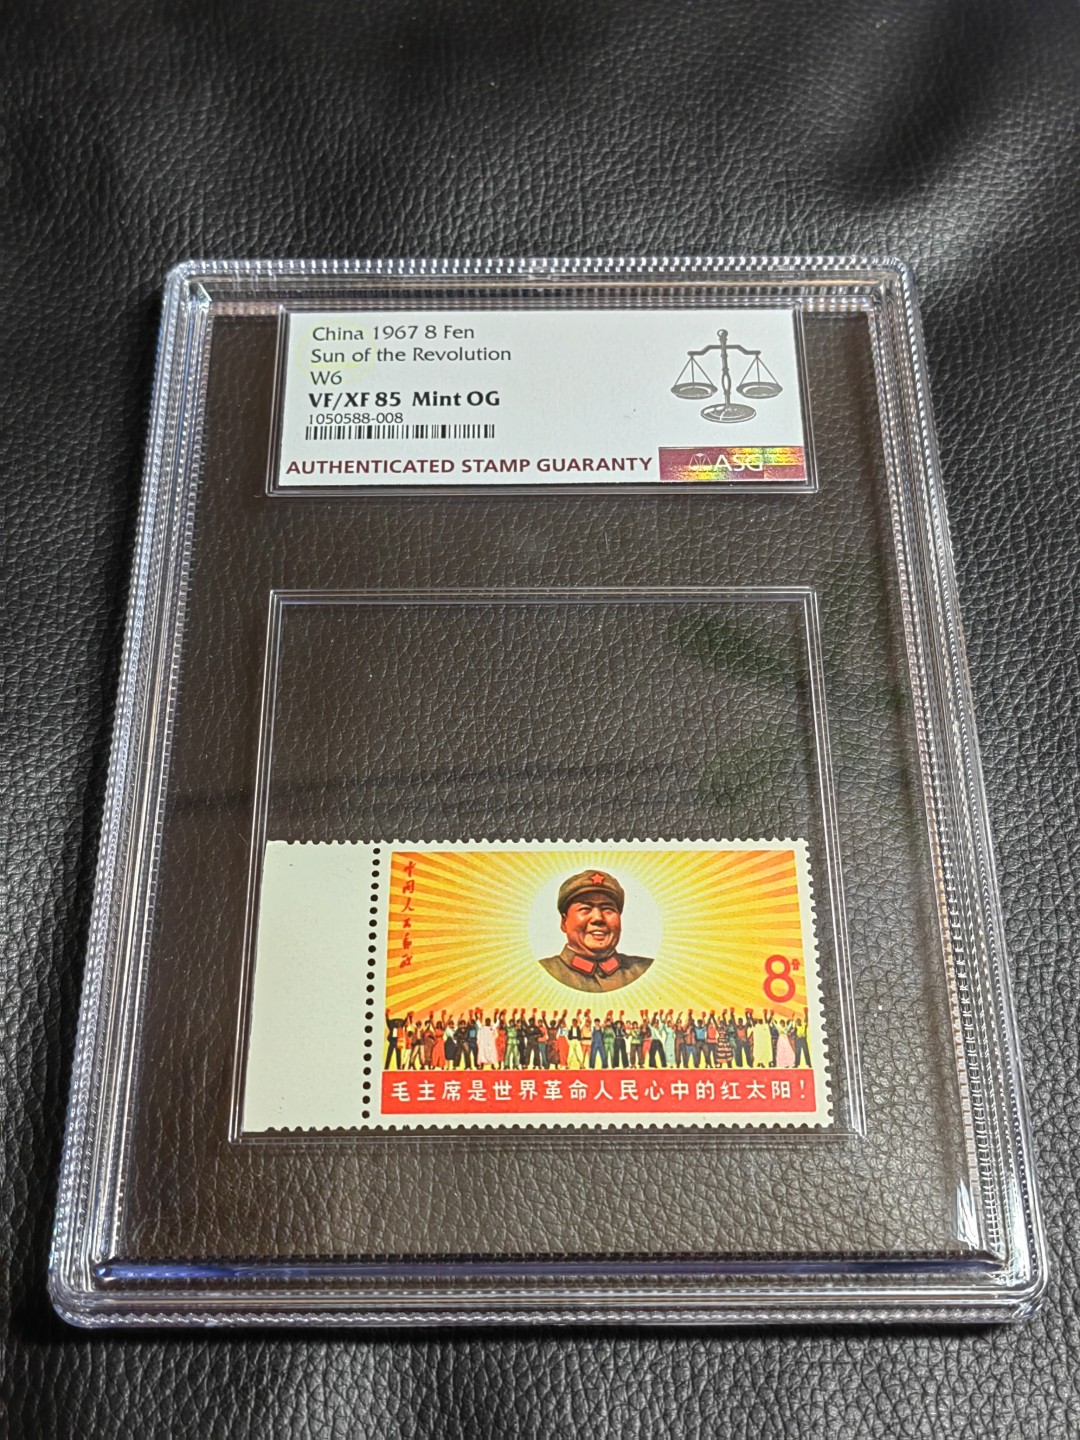 China 1967 8 Fen
Sun of the Revolution
W6
VF/XF 85 Mint OG
1050588-008
AUTHENTICATED STAMP GUARANTY
ASG
中国人民邮政
8分
毛主席是世界革命人民心中的红太阳！